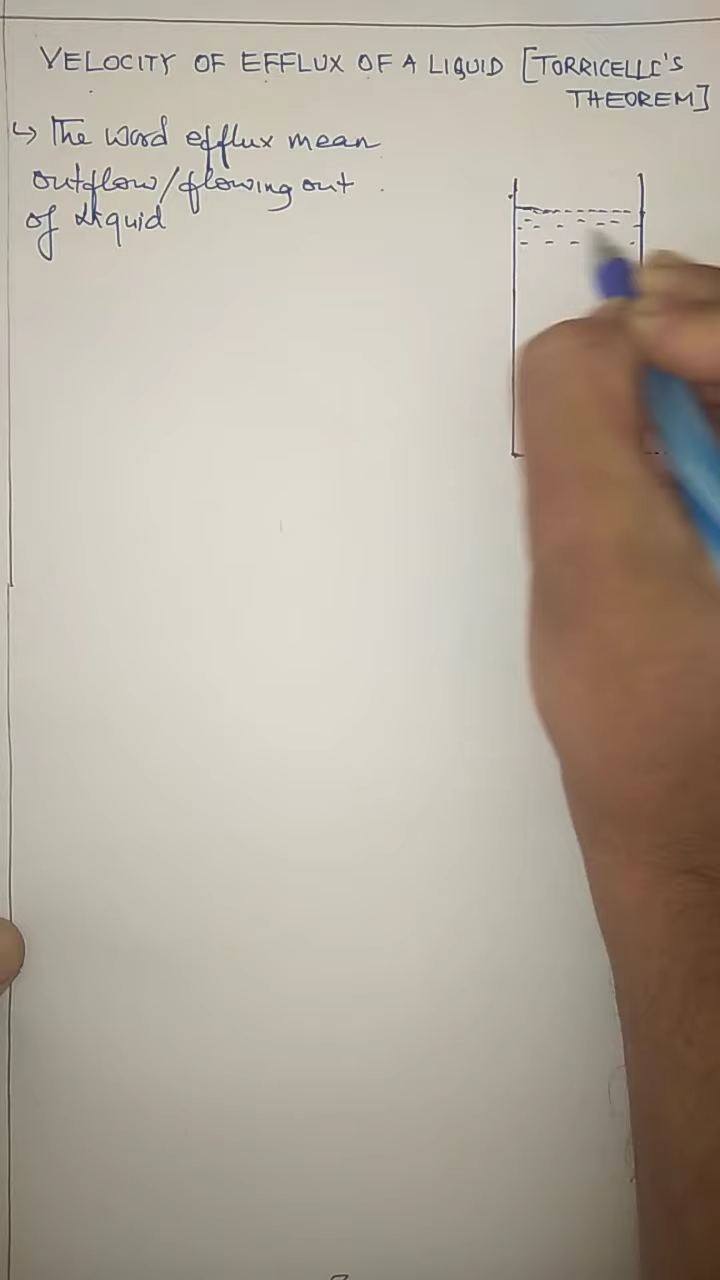 VELOCITY OF EFFLUX OF A LIQUID [TORRICELLI'S
THEOREM]
↳ The word efflux mean
outflow/flowing out
of liquid